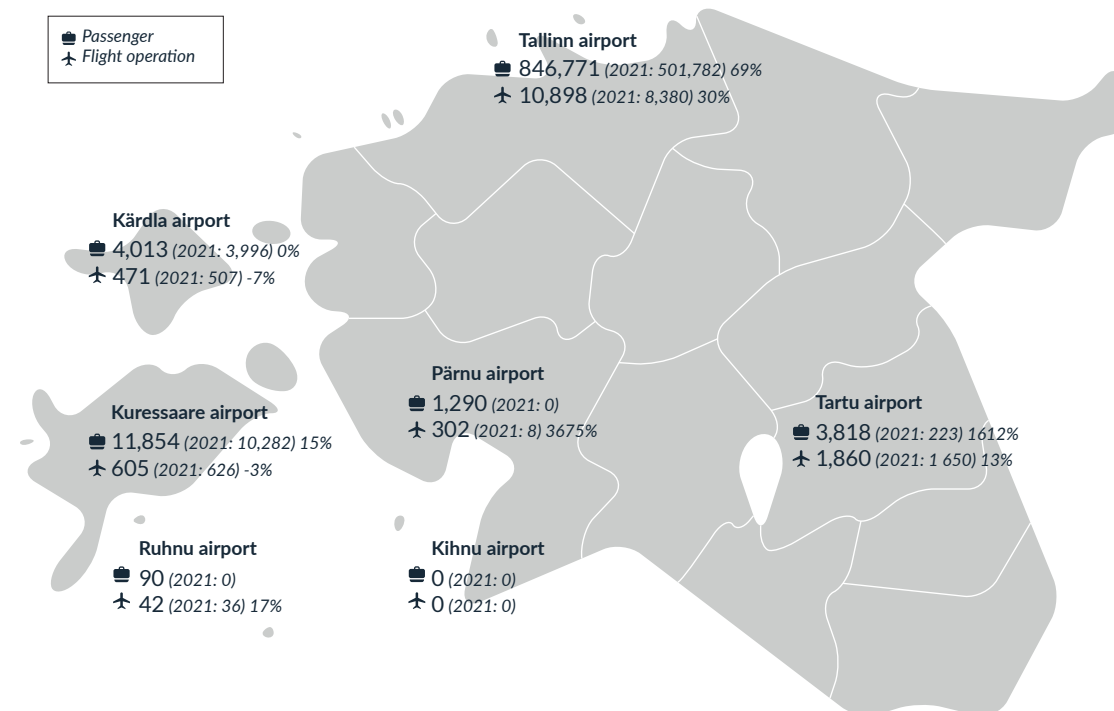 Passenger
Flight operation
Tallinn airport
846,771 (2021: 501,782) 69%
10,898 (2021: 8,380) 30%
Kärdla airport
4,013 (2021: 3,996) 0%
471 (2021: 507) -7%
Pärnu airport
1,290 (2021: 0)
302 (2021: 8) 3675%
Tartu airport
3,818 (2021: 223) 1612%
1,860 (2021: 1 650) 13%
Kuressaare airport
11,854 (2021: 10,282) 15%
605 (2021: 626) -3%
Ruhnu airport
90 (2021: 0)
42 (2021: 36) 17%
Kihnu airport
0 (2021: 0)
0 (2021: 0)